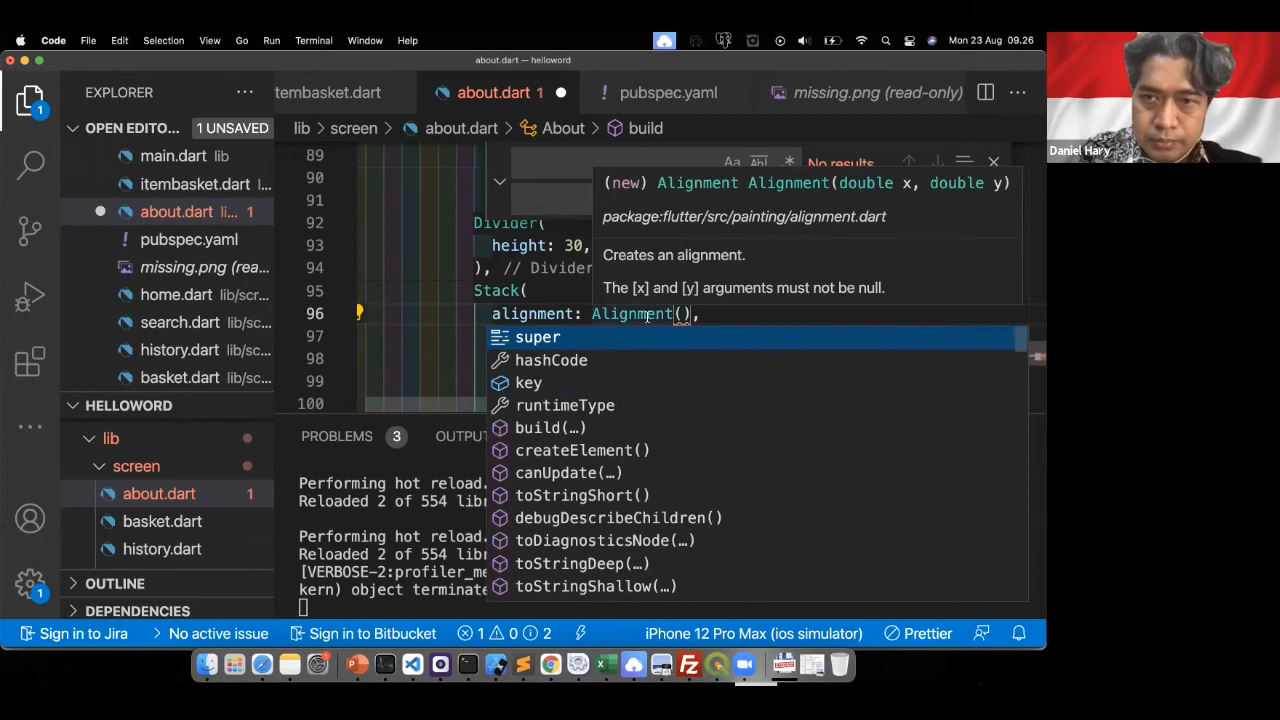 Code File Edit Selection View Go Run Terminal Window Help Mon 23 Aug 09.26
about.dart — helloword
EXPLORER
tembasket.dart about.dart 1 pubspec.yaml missing.png (read-only)
OPEN EDITO... 1 UNSAVED
lib > screen > about.dart > About > build
main.dart lib
itembasket.dart l...
about.dart li... 1
pubspec.yaml
missing.png (rea...
home.dart lib/scr...
search.dart lib/s...
history.dart lib/s...
basket.dart lib/sc...
HELLOWORD
lib
screen
about.dart 1
basket.dart
history.dart
OUTLINE
DEPENDENCIES
1
1
Aa Abl .* No results
89
90
91
92 Divider(
93 height: 30,
94 ), // Divider
95 Stack(
96 alignment: Alignment(),
97
98
99
100
(new) Alignment Alignment(double x, double y)
package:flutter/src/painting/alignment.dart
Creates an alignment.
The [x] and [y] arguments must not be null.
super
hashCode
key
runtimeType
build(…)
createElement()
canUpdate(…)
toStringShort()
debugDescribeChildren()
toDiagnosticsNode(…)
toStringDeep(…)
toStringShallow(…)
PROBLEMS 3 OUTPU
Performing hot reload.
Reloaded 2 of 554 libr
Performing hot reload.
Reloaded 2 of 554 libr
[VERBOSE-2:profiler_me
kern) object terminate
Sign in to Jira No active issue Sign in to Bitbucket 1 0 2 iPhone 12 Pro Max (ios simulator) Prettier
Daniel Hary